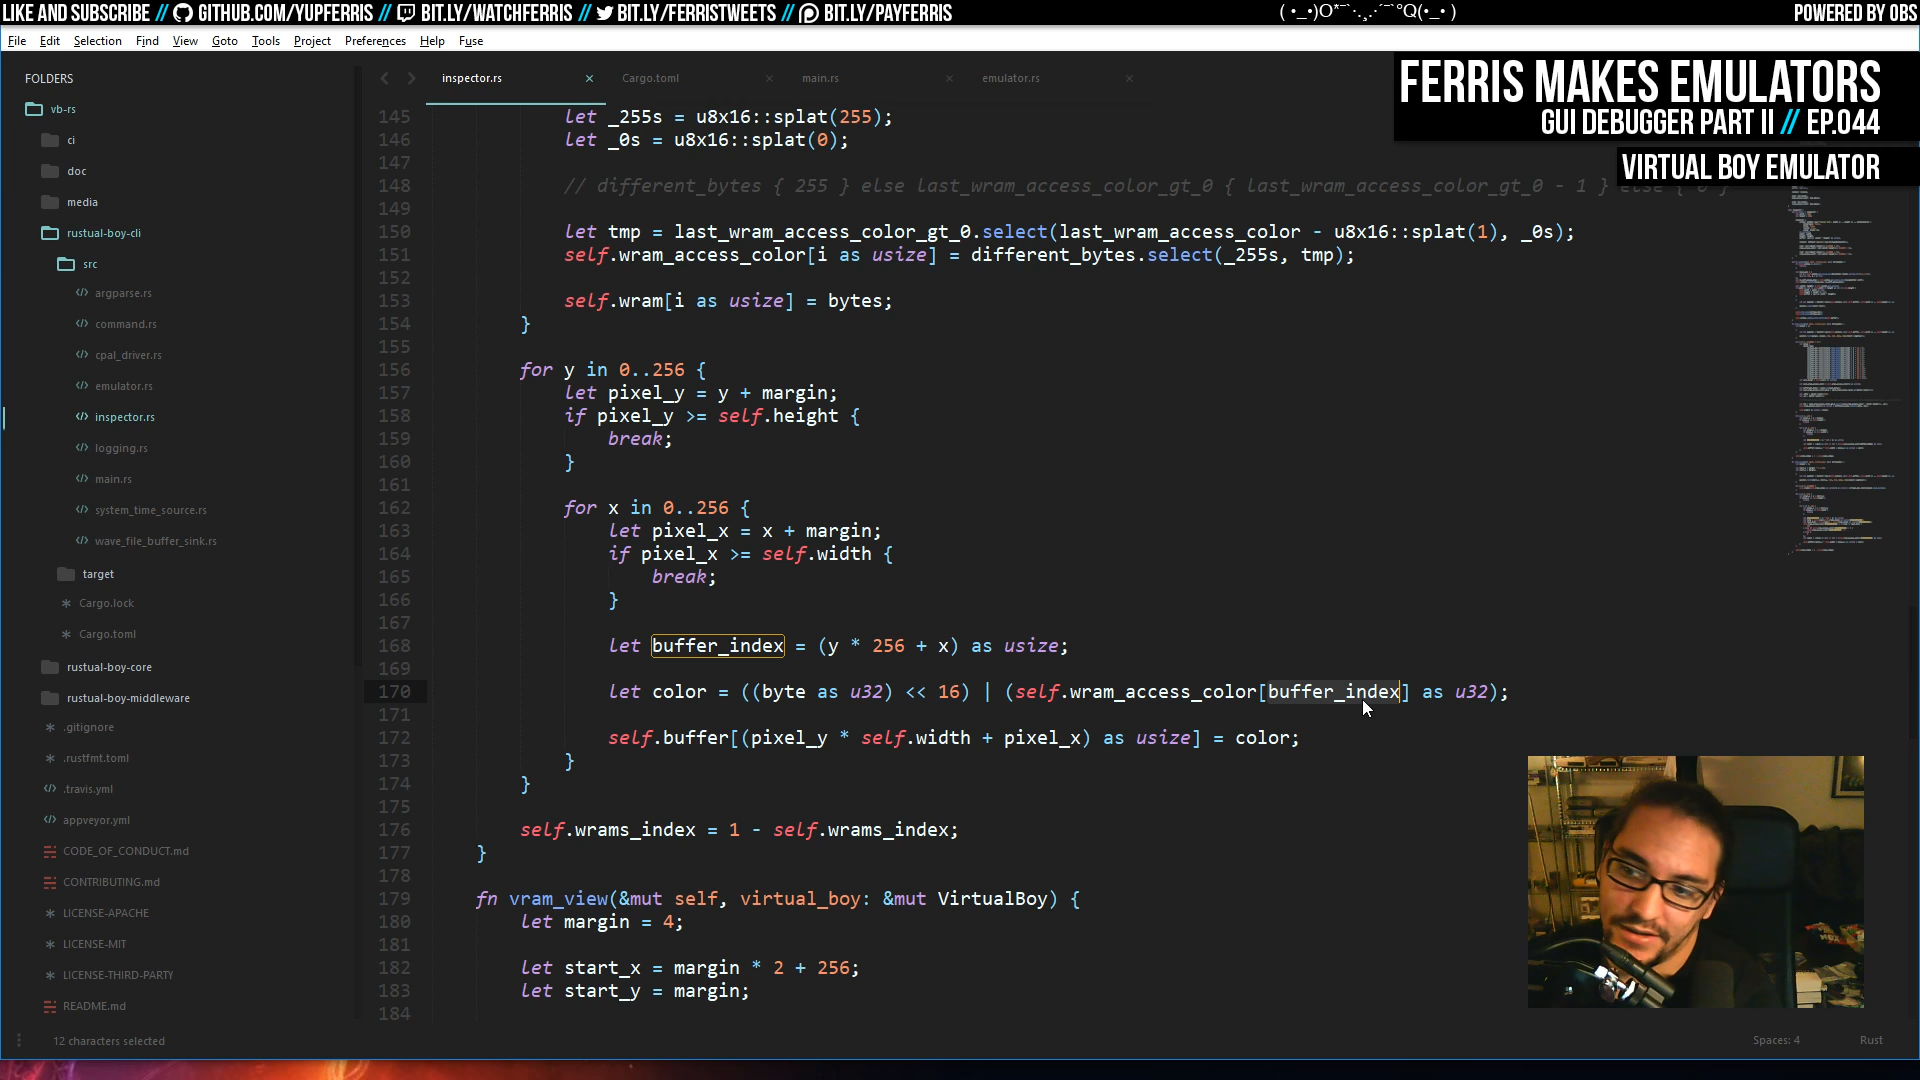 LIKE AND SUBSCRIBE // GITHUB.COM/YUPFERRIS // BIT.LY/WATCHFERRIS // BIT.LY/FERRISTWEETS // BIT.LY/PAYFERRIS
POWERED BY OBS
File Edit Selection Find View Goto Tools Project Preferences Help Fuse
FERRIS MAKES EMULATORS
GUI DEBUGGER PART II // EP.044
VIRTUAL BOY EMULATOR
FOLDERS
vb-rs
ci
doc
media
rustual-boy-cli
src
argparse.rs
command.rs
cpal_driver.rs
emulator.rs
inspector.rs
logging.rs
main.rs
system_time_source.rs
wave_file_buffer_sink.rs
target
Cargo.lock
Cargo.toml
rustual-boy-core
rustual-boy-middleware
.gitignore
.rustfmt.toml
.travis.yml
appveyor.yml
CODE_OF_CONDUCT.md
CONTRIBUTING.md
LICENSE-APACHE
LICENSE-MIT
LICENSE-THIRD-PARTY
README.md
inspector.rs Cargo.toml main.rs emulator.rs
145 let _255s = u8x16::splat(255);
146 let _0s = u8x16::splat(0);
147
148 // different_bytes { 255 } else last_wram_access_color_gt_0 { last_wram_access_color_gt_0 - 1 } else { 0 }
149
150 let tmp = last_wram_access_color_gt_0.select(last_wram_access_color - u8x16::splat(1), _0s);
151 self.wram_access_color[i as usize] = different_bytes.select(_255s, tmp);
152
153 self.wram[i as usize] = bytes;
154 }
155
156 for y in 0..256 {
157 let pixel_y = y + margin;
158 if pixel_y >= self.height {
159 break;
160 }
161
162 for x in 0..256 {
163 let pixel_x = x + margin;
164 if pixel_x >= self.width {
165 break;
166 }
167
168 let buffer_index = (y * 256 + x) as usize;
169
170 let color = ((byte as u32) << 16) | (self.wram_access_color[buffer_index] as u32);
171
172 self.buffer[(pixel_y * self.width + pixel_x) as usize] = color;
173 }
174 }
175
176 self.wrams_index = 1 - self.wrams_index;
177 }
178
179 fn vram_view(&mut self, virtual_boy: &mut VirtualBoy) {
180 let margin = 4;
181
182 let start_x = margin * 2 + 256;
183 let start_y = margin;
184
12 characters selected
Spaces: 4
Rust